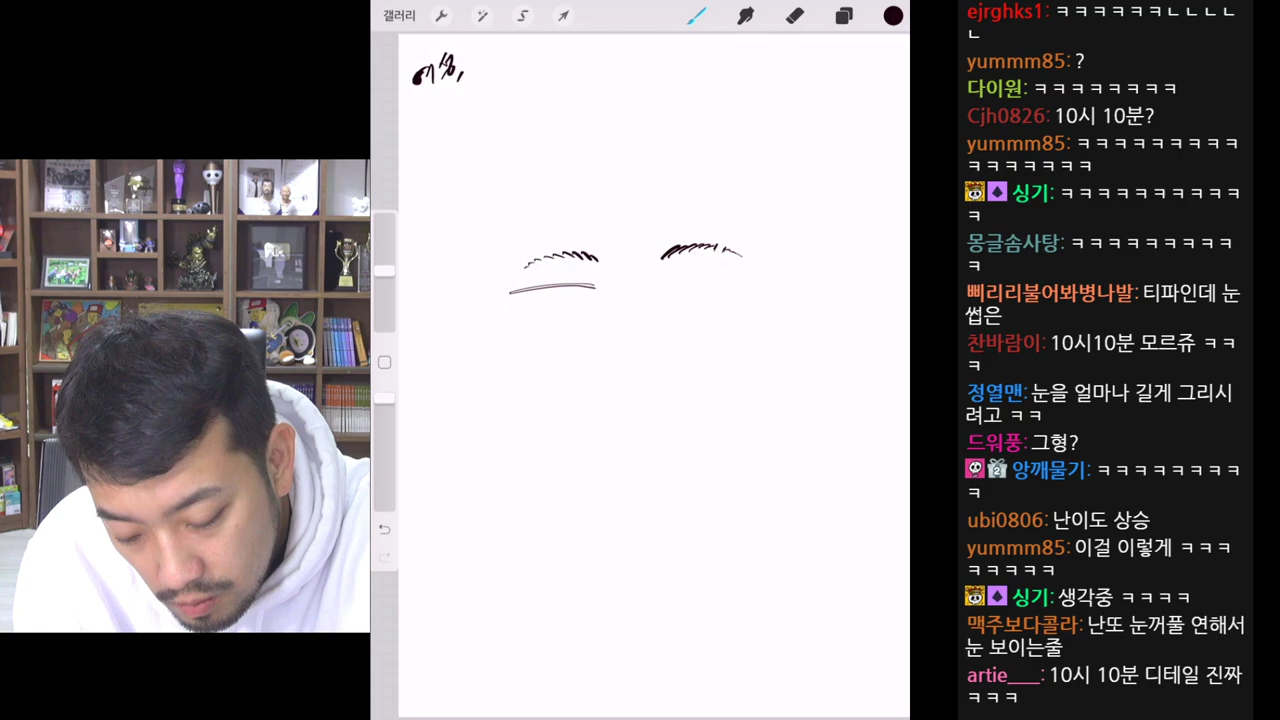 갤러리
여성,
ejrghks1: ㅋㅋㅋㅋㅋㅋㄴㄴㄴㄴ
ㄴ
yummm85: ?
다이원: ㅋㅋㅋㅋㅋㅋㅋㅋ
Cjh0826: 10시 10분?
yummm85: ㅋㅋㅋㅋㅋㅋㅋㅋㅋ
ㅋㅋㅋㅋㅋㅋㅋ
싱기: ㅋㅋㅋㅋㅋㅋㅋㅋㅋㅋ
ㅋ
몽글솜사탕: ㅋㅋㅋㅋㅋㅋㅋㅋㅋ
ㅋ
삐리리불어봐병나발: 티파인데 눈
썹은
찬바람이: 10시10분 모르쥬 ㅋㅋ
ㅋ
정열맨: 눈을 얼마나 길게 그리시
려고 ㅋㅋ
드워풍: 그형?
2
앙깨물기: ㅋㅋㅋㅋㅋㅋㅋㅋ
ㅋ
ubi0806: 난이도 상승
yummm85: 이걸 이렇게 ㅋㅋㅋ
ㅋㅋㅋㅋㅋ
싱기: 생각중 ㅋㅋㅋㅋ
맥주보다콜라: 난또 눈꺼풀 연해서
눈 보이는줄
artie___: 10시 10분 디테일 진짜
ㅋㅋㅋ